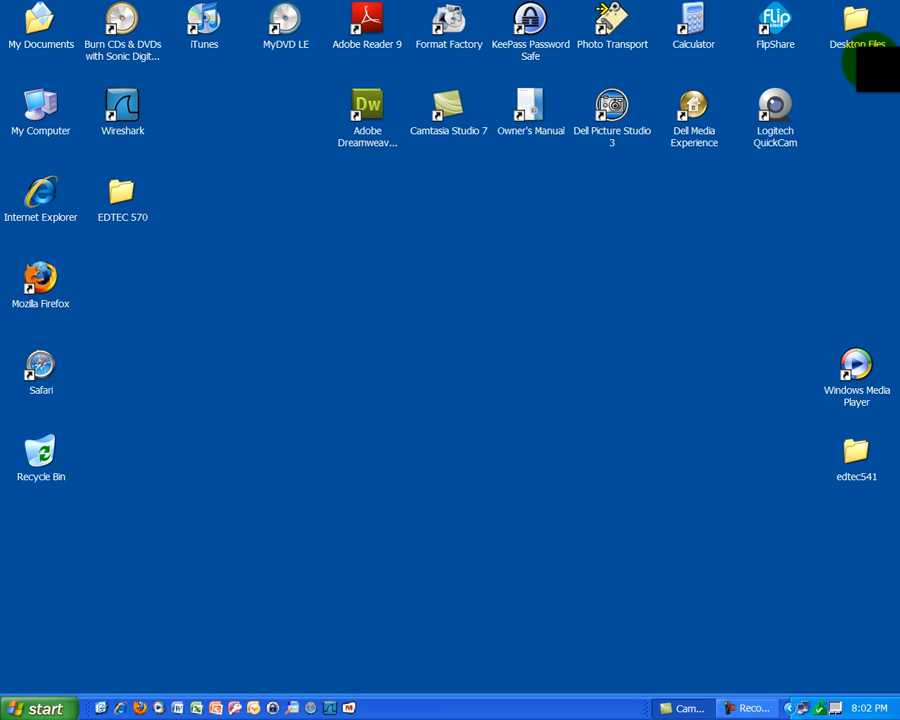 My Documents
Burn CDs & DVDs
with Sonic Digit...
iTunes
MyDVD LE
Adobe Reader 9
Format Factory
KeePass Password
Safe
Photo Transport
Calculator
FlipShare
Desktop Files
My Computer
Wireshark
Dw
Adobe
Dreamweav...
Camtasia Studio 7
Owner's Manual
Dell Picture Studio
3
Dell Media
Experience
Logitech
QuickCam
Internet Explorer
EDTEC 570
Mozilla Firefox
Safari
Windows Media
Player
Recycle Bin
edtec541
start
Cam...
Reco...
8:02 PM